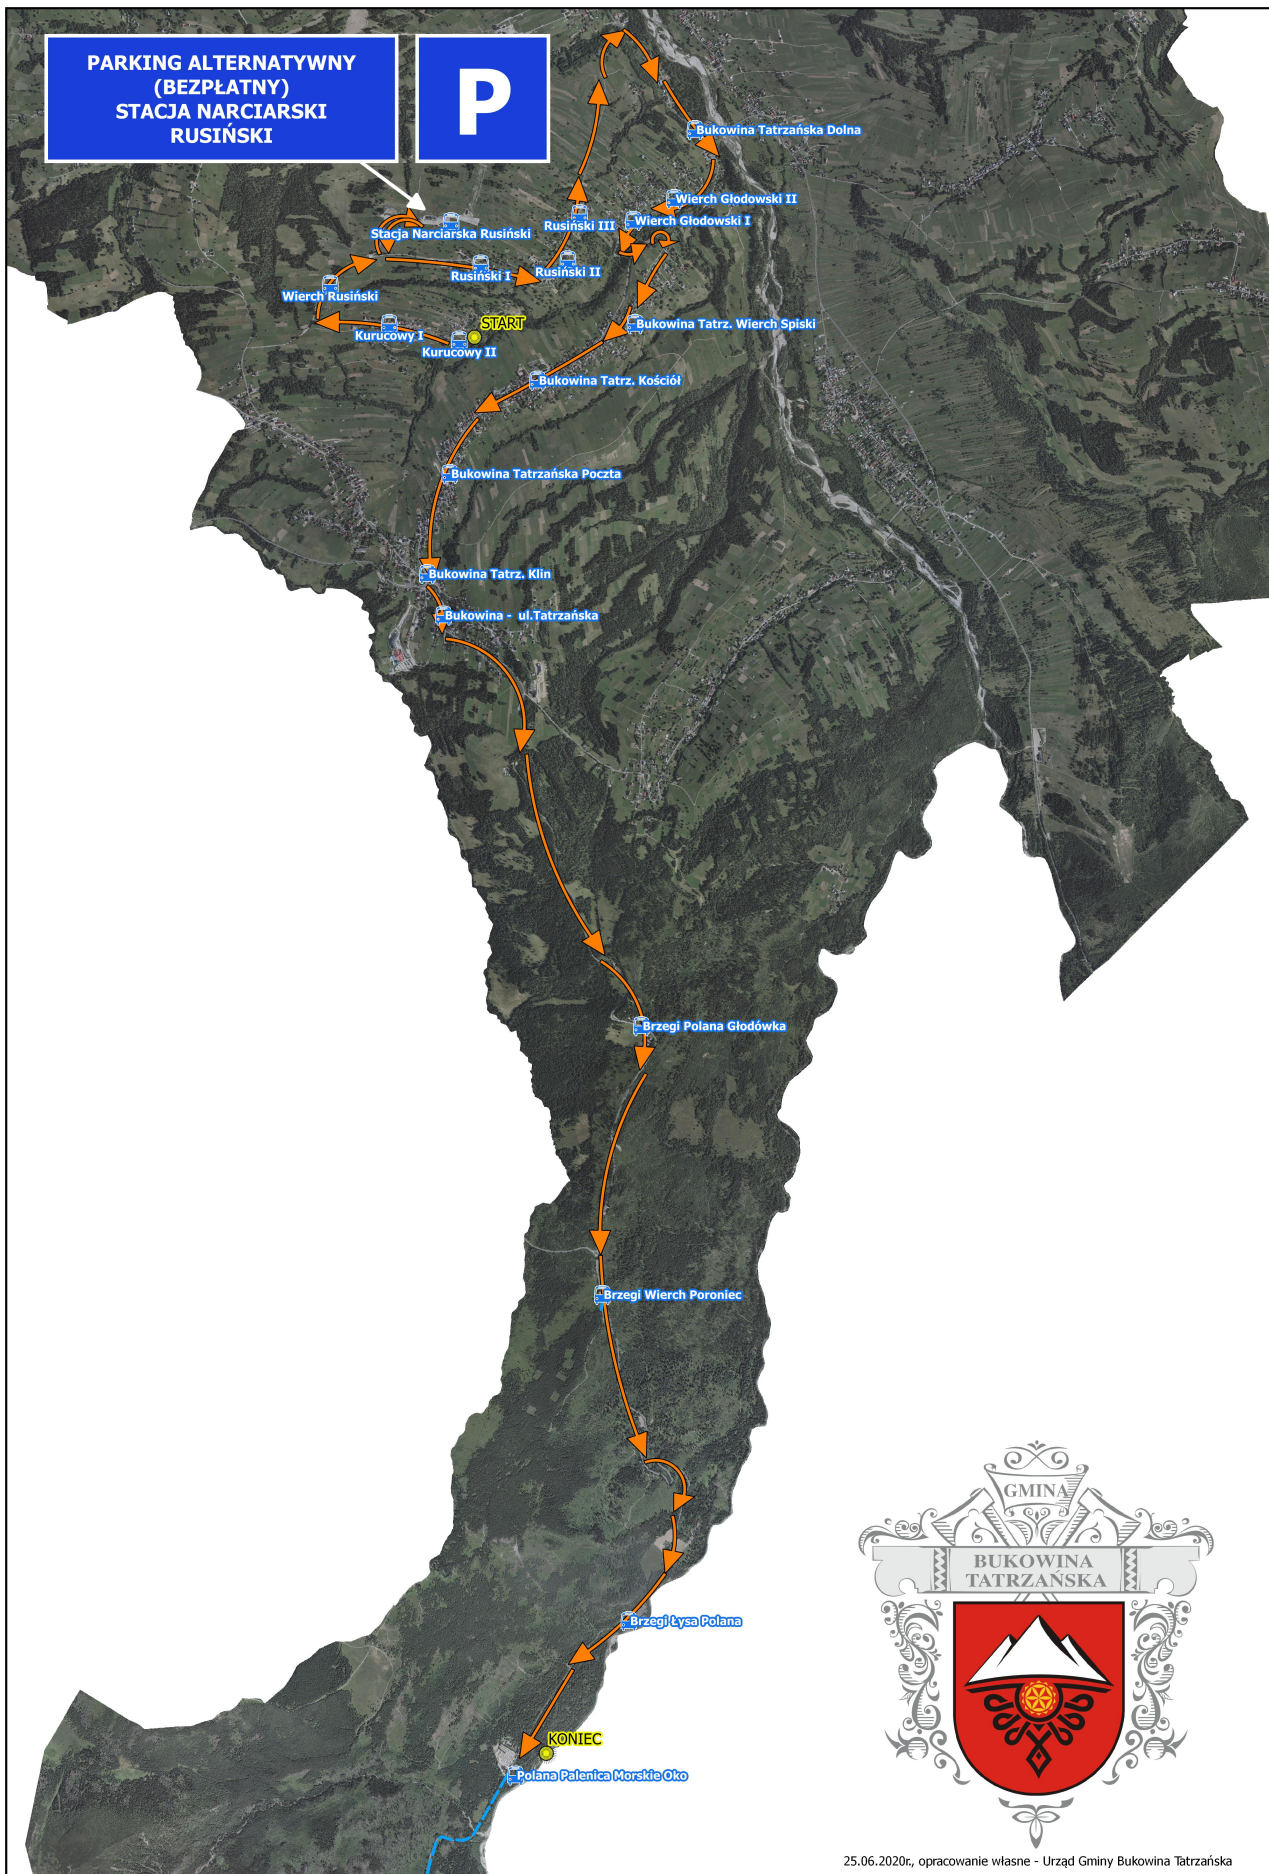 PARKING ALTERNATYWNY
(BEZPŁATNY)
STACJA NARCIARSKI
RUSIŃSKI
P
Bukowina Tatrzańska Dolna
Wierch Głodowski II
Wierch Głodowski I
Rusiński III
Stacja Narciarska Rusiński
Rusiński I
Rusiński II
Wierch Rusiński
START
Kurucowy I
Kurucowy II
Bukowina Tatrz. Wierch Spiski
Bukowina Tatrz. Kościół
Bukowina Tatrzańska Poczta
Bukowina Tatrz. Klin
Bukowina - ul.Tatrzańska
Brzegi Polana Głodówka
Brzegi Wierch Poroniec
Brzegi Łysa Polana
KONIEC
Polana Palenica Morskie Oko
GMINA
BUKOWINA
TATRZAŃSKA
25.06.2020r., opracowanie własne - Urząd Gminy Bukowina Tatrzańska